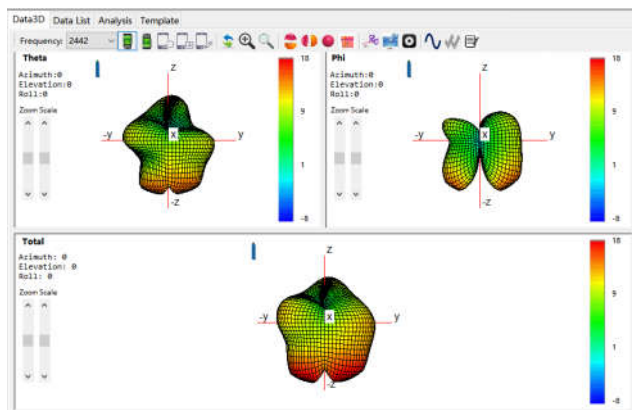 Data3D Data List Analysis Template
Frequency: 2442
Theta
Azimuth:0
Elevation:0
Roll:0
Zoom Scale
z
-y
x
y
-z
18
9
1
-8
Phi
Azimuth:0
Elevation:0
Roll:0
Zoom Scale
z
-y
x
y
-z
18
9
1
-8
Total
Azimuth: 0
Elevation: 0
Roll: 0
Zoom Scale
z
-y
x
y
-z
18
9
1
-8